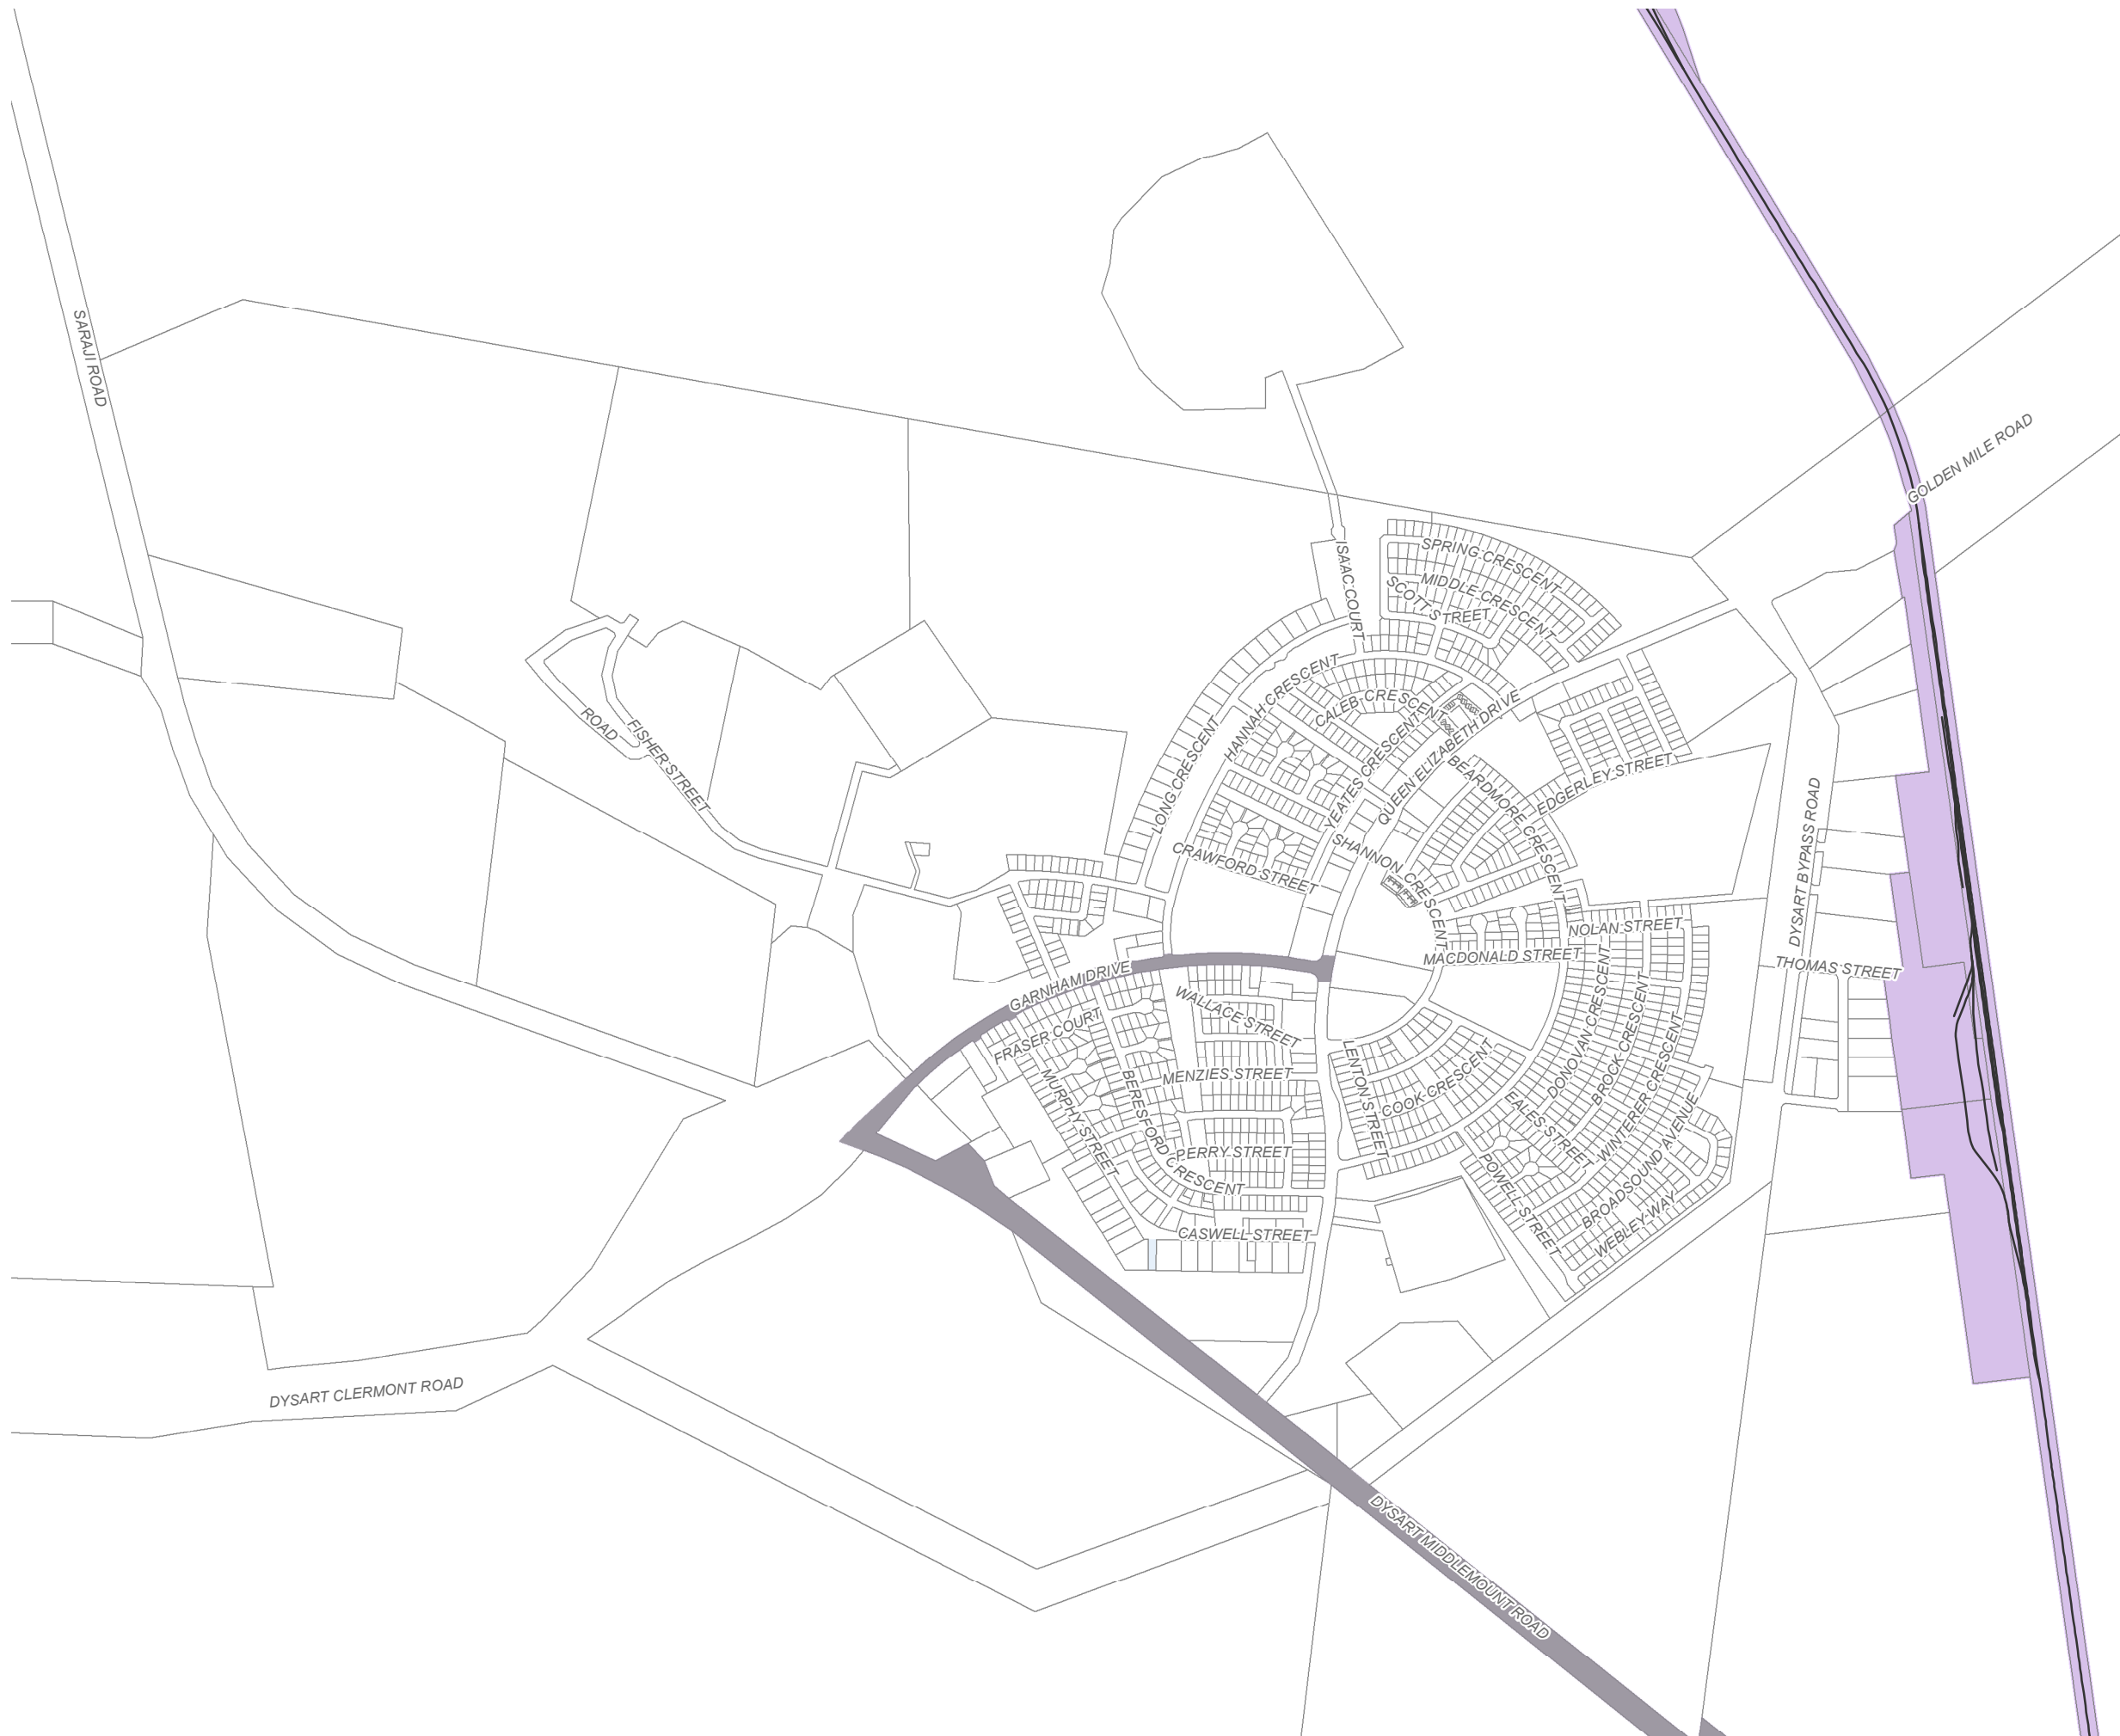 SARAJI ROAD
GOLDEN MILE ROAD
SPRING CRESCENT
ISAAC COURT
MIDDLE CRESCENT
SCOTT STREET
HANNAH CRESCENT
CALEB CRESCENT
ROAD
FISHER STREET
LONG CRESCENT
YEATES CRESCENT
QUEEN ELIZABETH DRIVE
BEARDMORE CRESCENT
EDGERLEY STREET
DYSART BYPASS ROAD
CRAWFORD STREET
SHANNON CRESCENT
NOLAN STREET
MACDONALD STREET
THOMAS STREET
GARNHAM DRIVE
WALLACE STREET
FRASER COURT
DONOVAN CRESCENT
BROCK CRESCENT
MENZIES STREET
LENTON STREET
COOK CRESCENT
WINTERER CRESCENT
MURPHY STREET
BERESFORD CRESCENT
EALES STREET
PERRY STREET
POWELL STREET
BROADSOUND AVENUE
WEBLEY WAY
CASWELL STREET
DYSART CLERMONT ROAD
DYSART MIDDLEMOUNT ROAD